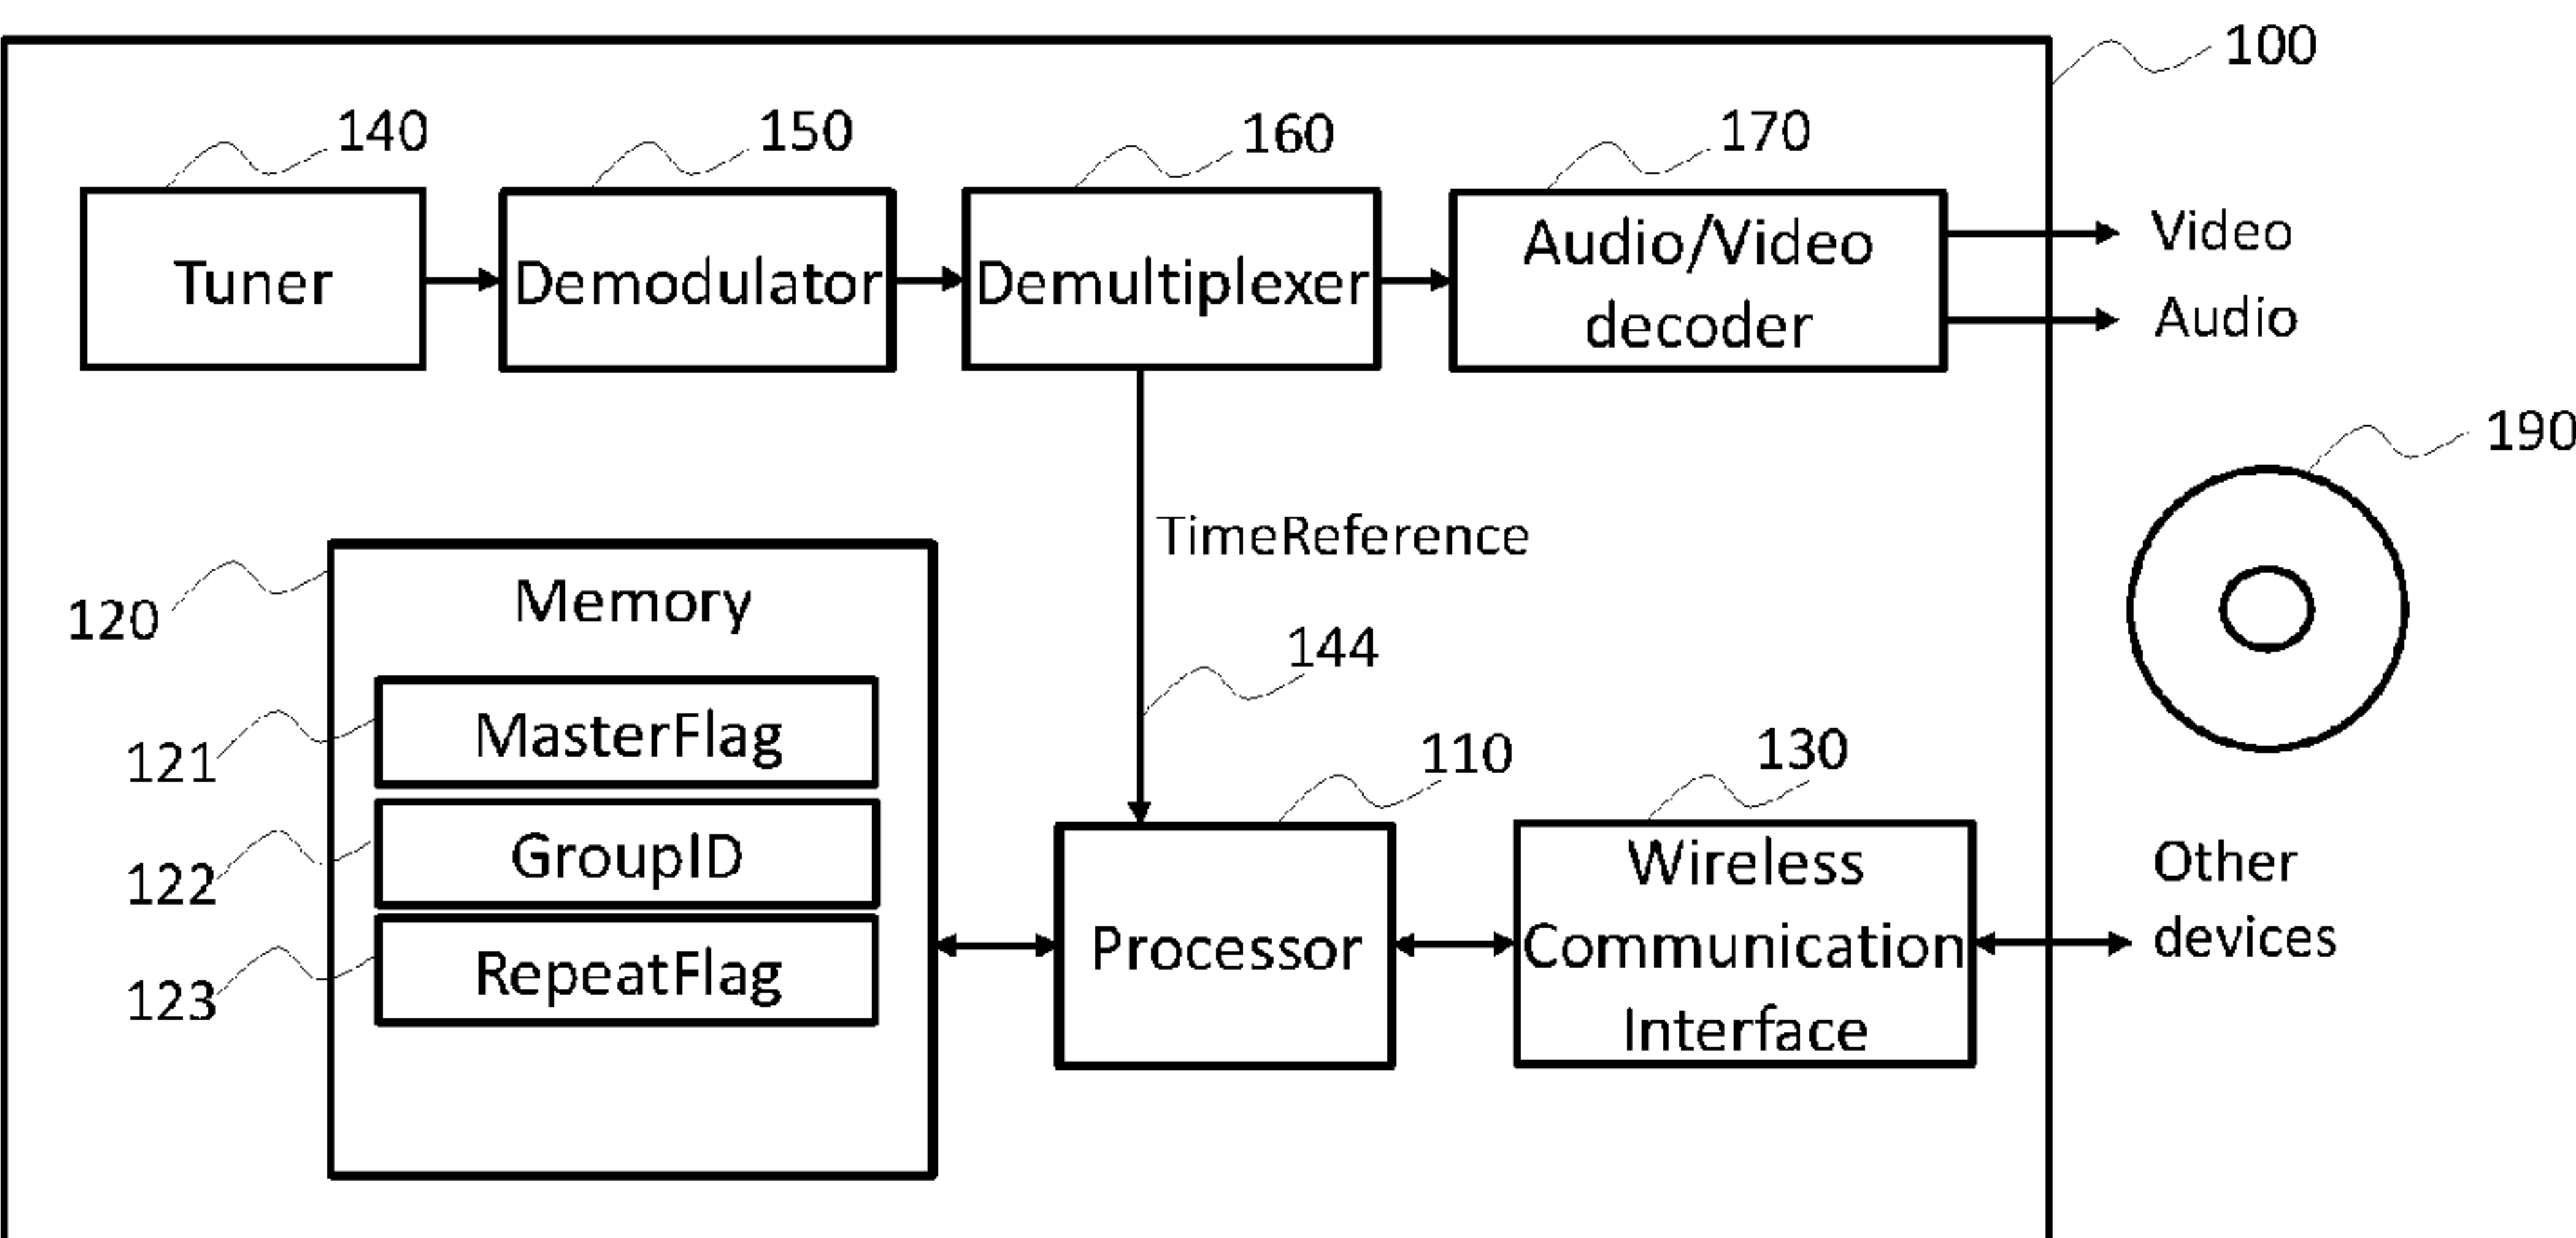 100
140
150
160
170
Tuner
Demodulator
Demultiplexer
Audio/Video
decoder
Video
Audio
190
TimeReference
120
Memory
144
121
MasterFlag
110
130
122
GroupID
123
RepeatFlag
Processor
Wireless
Communication
Interface
Other
devices